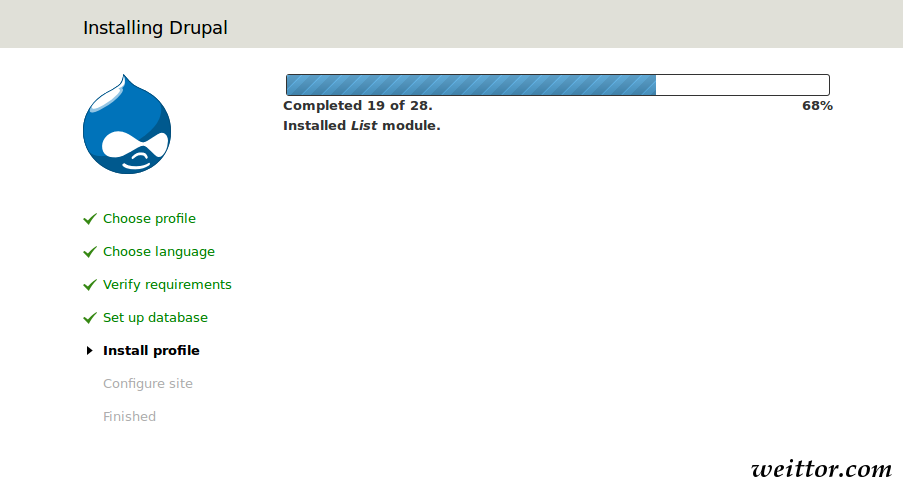 Installing Drupal
Completed 19 of 28.
68%
Installed List module.
Choose profile
Choose language
Verify requirements
Set up database
Install profile
Configure site
Finished
weittor.com